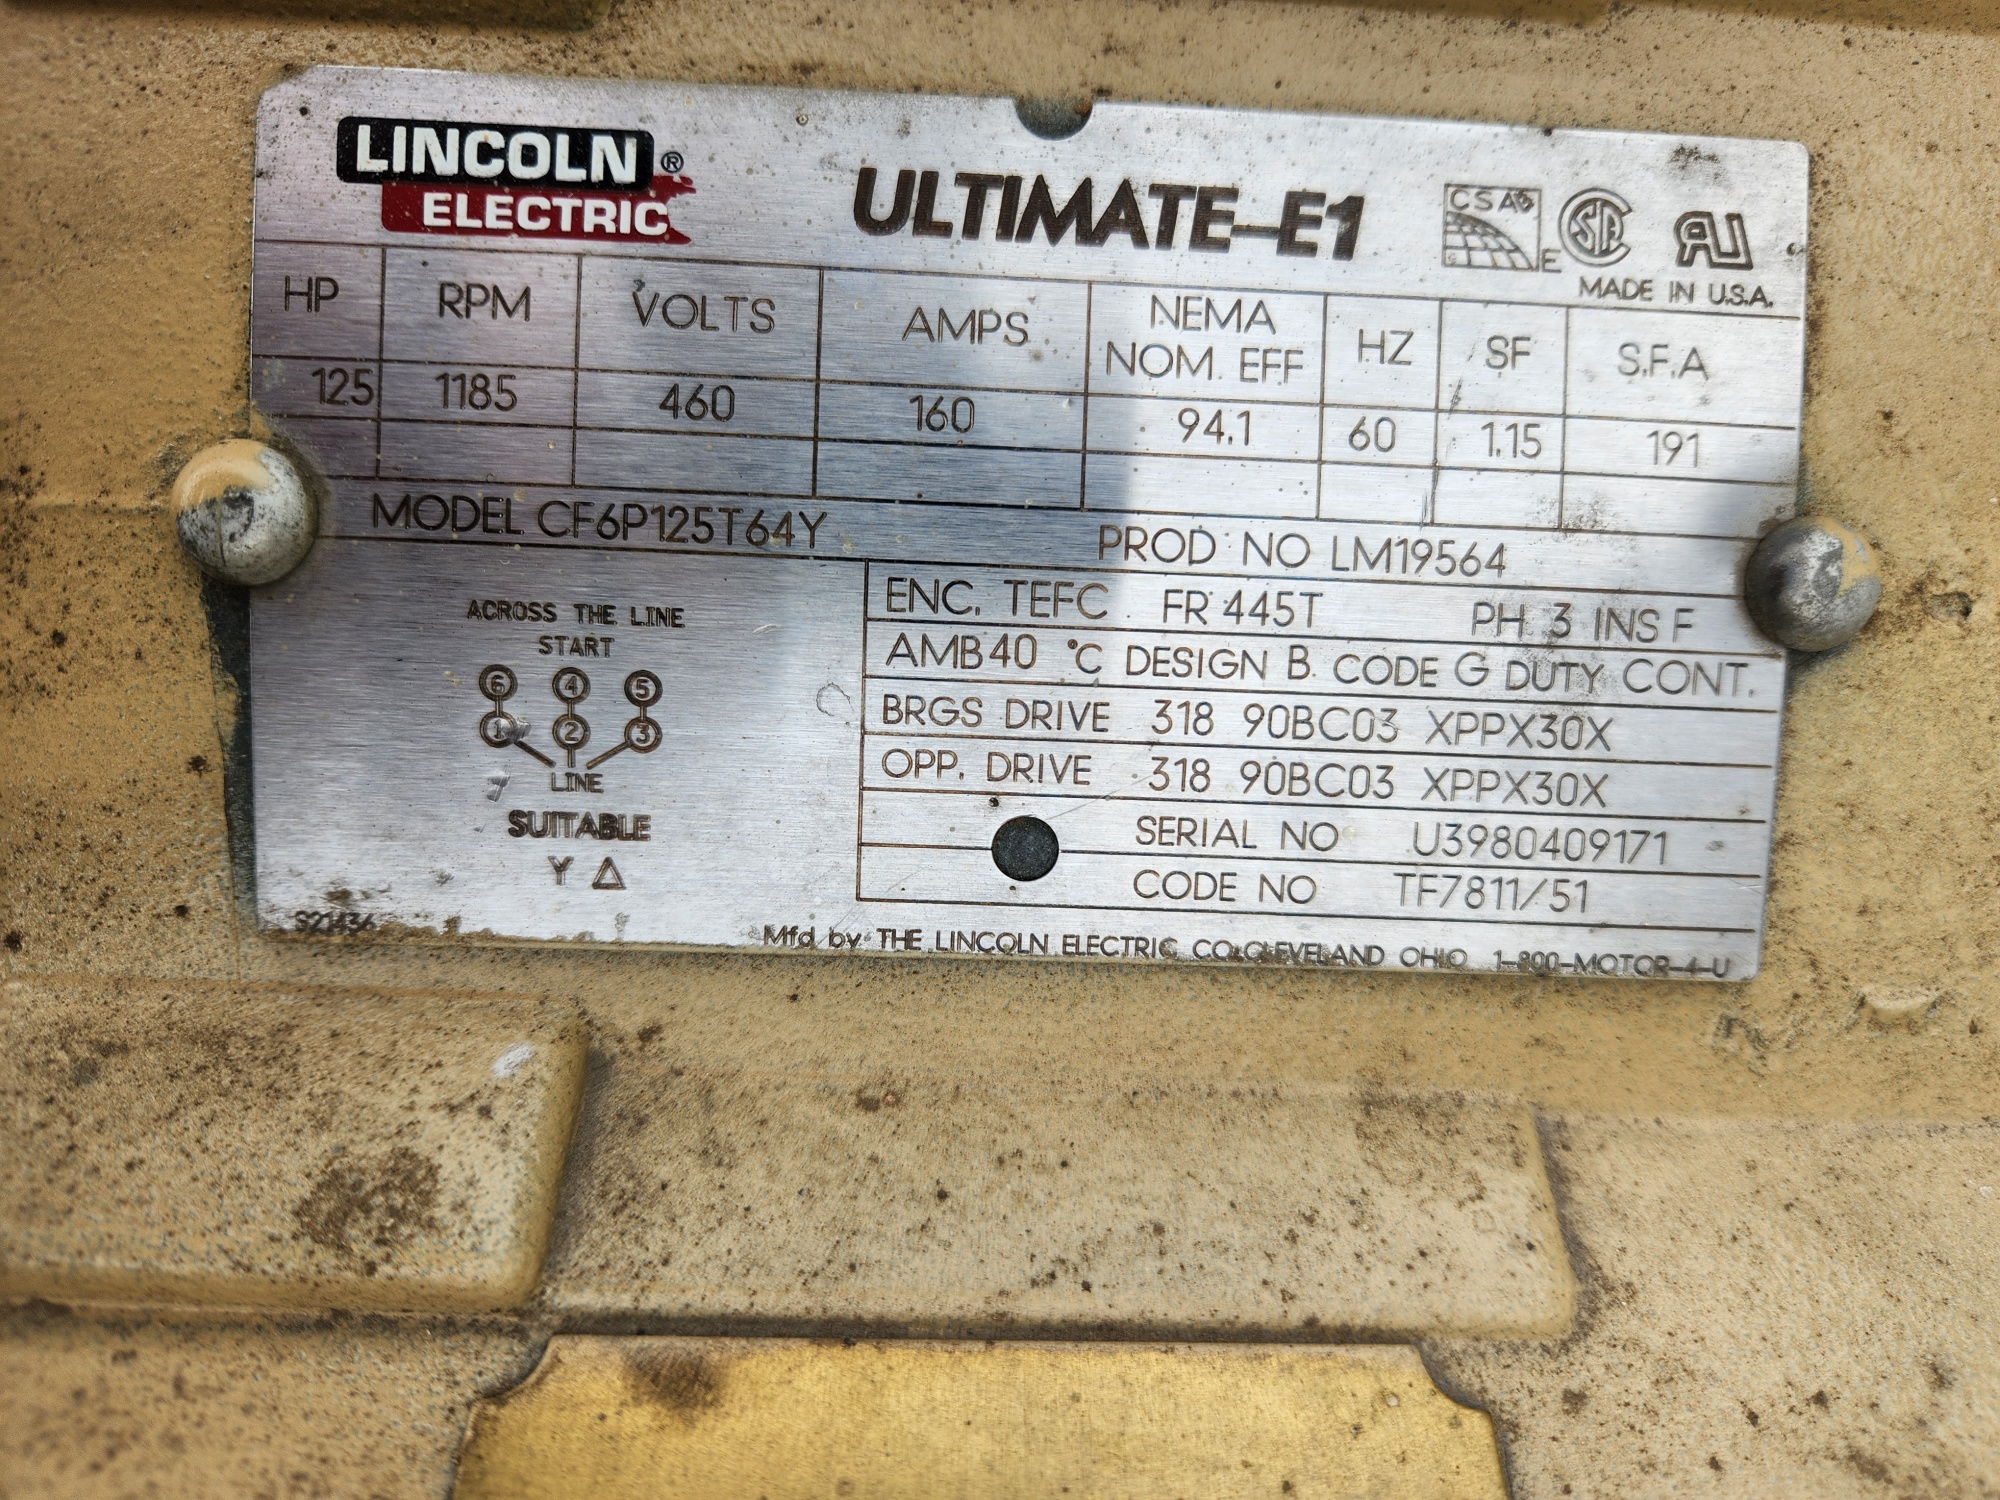 LINCOLN ®
ELECTRIC
ULTIMATE-E1
CSA
E
MADE IN U.S.A.
HP RPM VOLTS AMPS NEMA NOM. EFF HZ SF S.F.A
125 1185 460 160 94.1 60 1.15 191
MODEL CF6P125T64Y PROD NO LM19564
ACROSS THE LINE
START
6 4 5
1 2 3
LINE
SUITABLE
Y Δ
ENC. TEFC FR 445T PH 3 INS F
AMB 40 °C DESIGN B CODE G DUTY CONT.
BRGS DRIVE 318 90BC03 XPPX30X
OPP. DRIVE 318 90BC03 XPPX30X
SERIAL NO U3980409171
CODE NO TF7811/51
S21436
Mfd by THE LINCOLN ELECTRIC CO. CLEVELAND OHIO 1-800-MOTOR-4-U